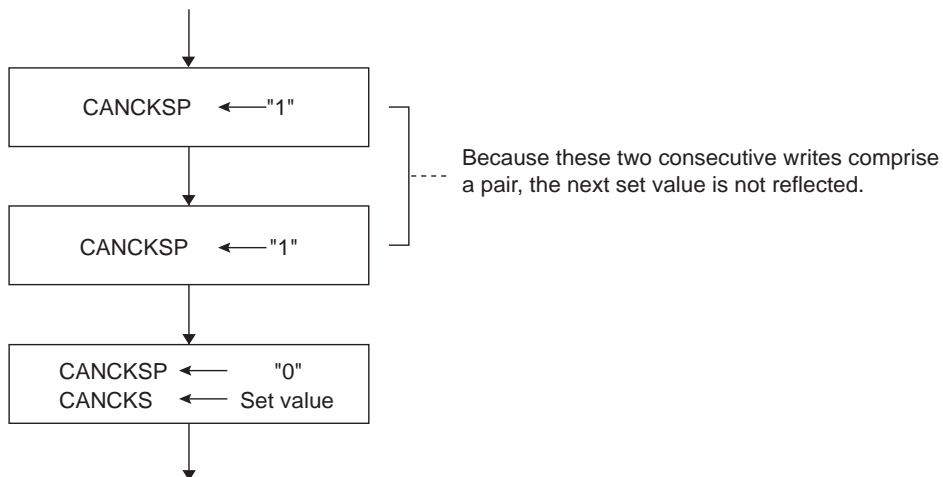 CANCKSP ← "1"
Because these two consecutive writes comprise
a pair, the next set value is not reflected.
CANCKSP ← "1"
CANCKSP ← "0"
CANCKS ← Set value